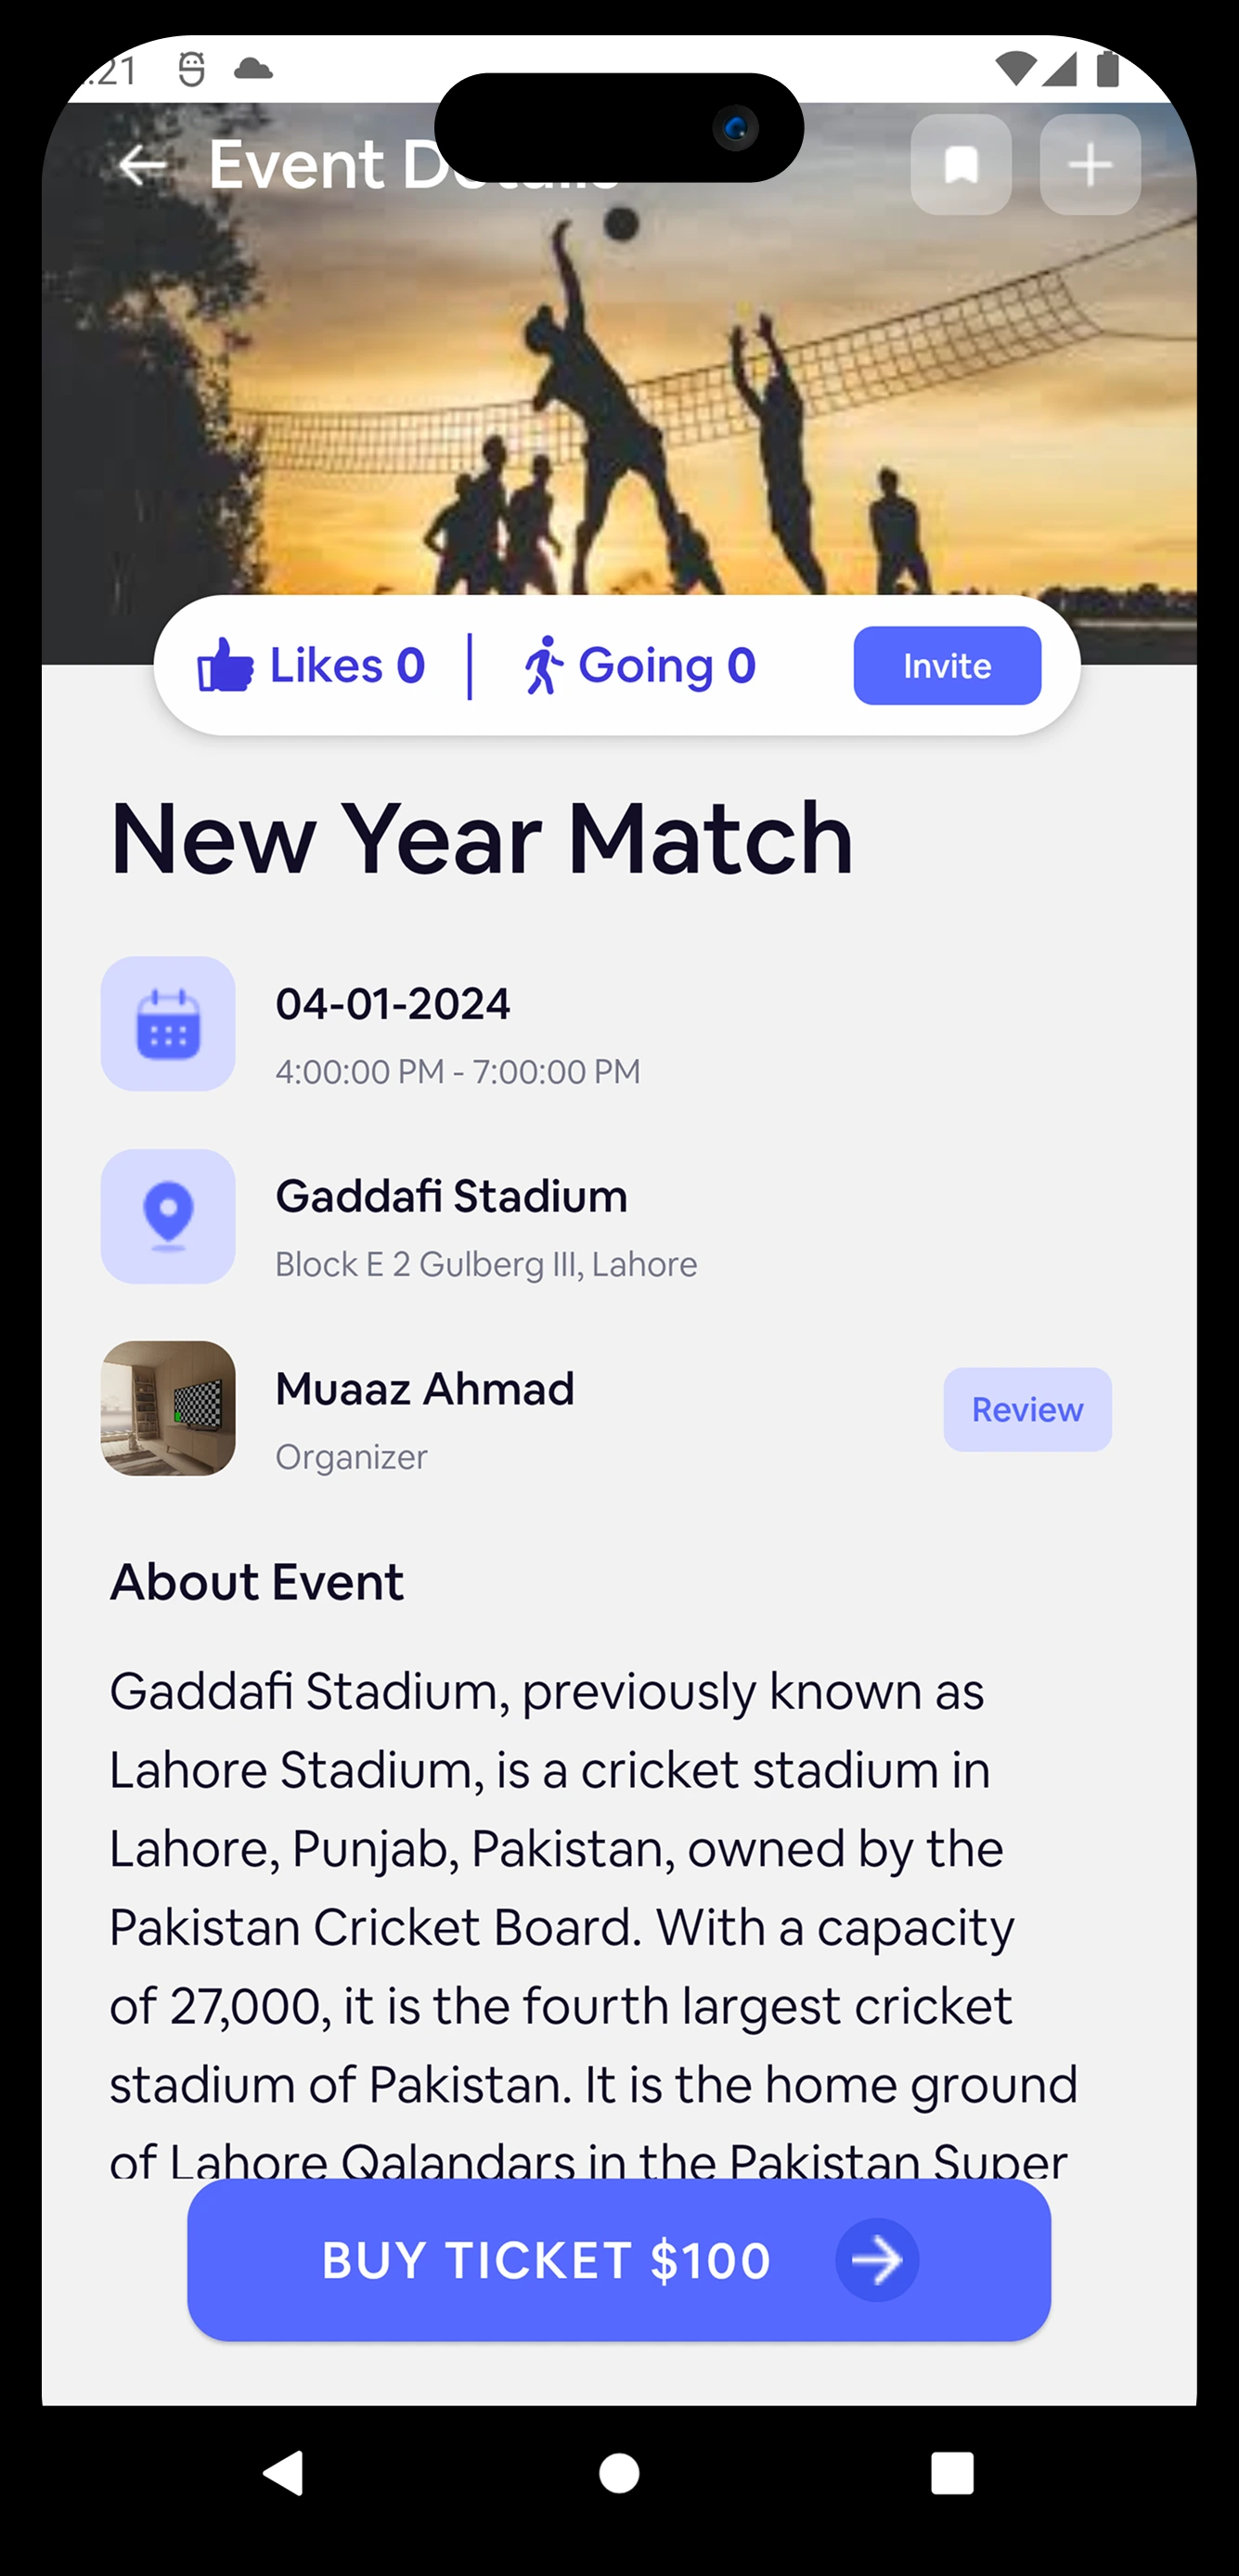 :21
Event
Likes 0
Going 0
Invite
New Year Match
04-01-2024
4:00:00 PM - 7:00:00 PM
Gaddafi Stadium
Block E 2 Gulberg III, Lahore
Muaaz Ahmad
Review
Organizer
About Event
Gaddafi Stadium, previously known as
Lahore Stadium, is a cricket stadium in
Lahore, Punjab, Pakistan, owned by the
Pakistan Cricket Board. With a capacity
of 27,000, it is the fourth largest cricket
stadium of Pakistan. It is the home ground
of Lahore Qalandars in the Pakistan Super
BUY TICKET $100